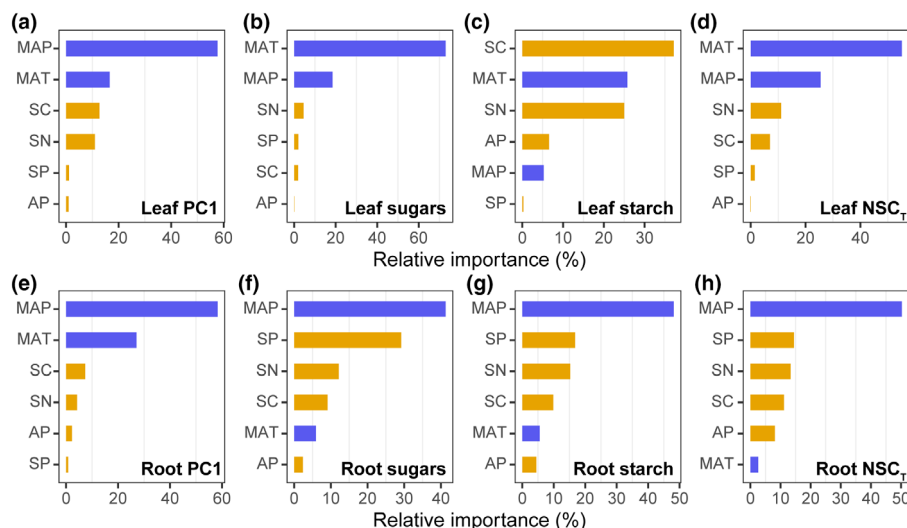 (a) (b) (c) (d)
MAP MAT SC MAT
MAT MAP MAT MAP
SC SN SN SN
SN SP AP SC
SP SC MAP SP
AP Leaf PC1 AP Leaf sugars SP Leaf starch AP Leaf NSC_T
0 20 40 60 0 20 40 60 0 10 20 30 0 20 40
Relative importance (%)
(e) (f) (g) (h)
MAP MAP MAP MAP
MAT SP SP SP
SC SN SN SN
SN SC SC SC
AP MAT MAT AP
SP Root PC1 AP Root sugars AP Root starch MAT Root NSC_T
0 20 40 60 0 10 20 30 40 0 10 20 30 40 50 0 10 20 30 40 50
Relative importance (%)